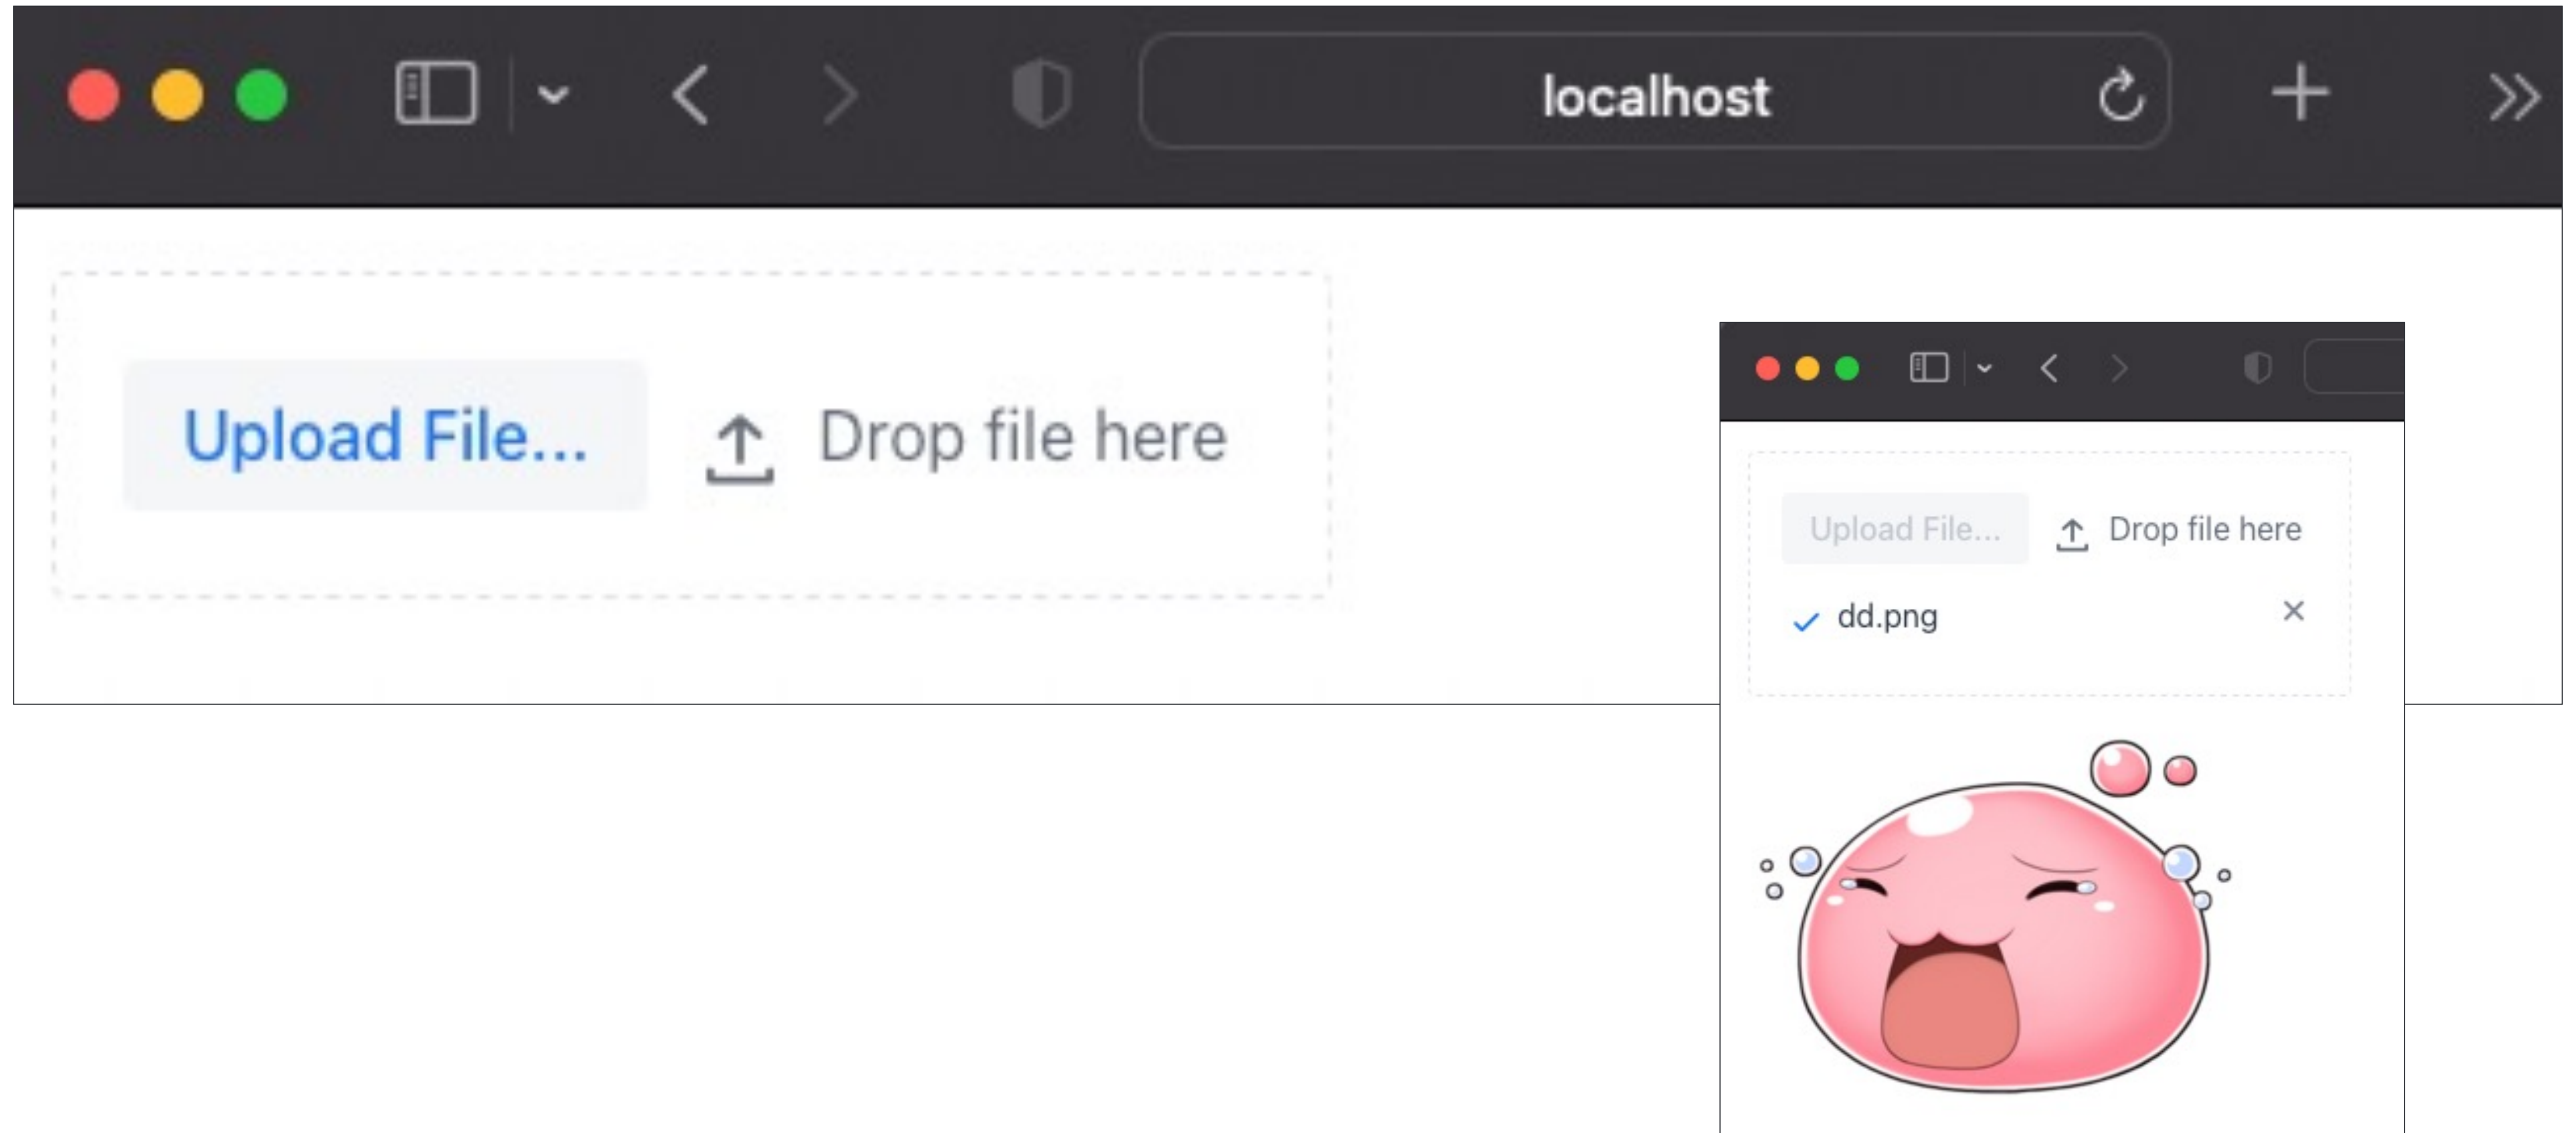 localhost
Upload File...
Drop file here
Upload File...
Drop file here
dd.png